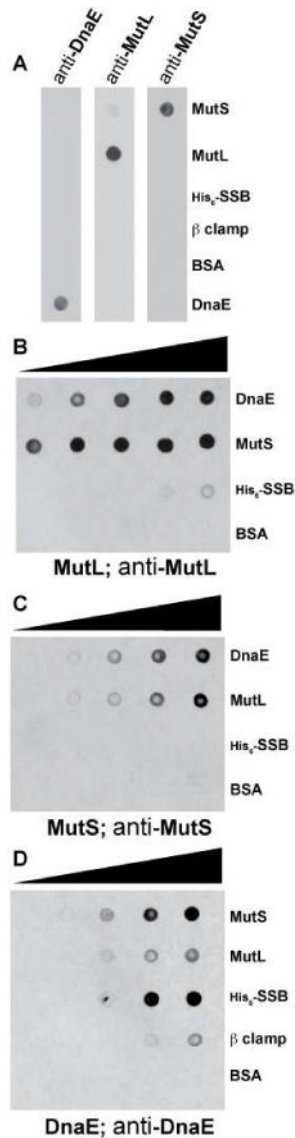 anti-DnaE
anti-MutL
anti-MutS
A
MutS
MutL
His₆-SSB
β clamp
BSA
DnaE
B
DnaE
MutS
His₆-SSB
BSA
MutL; anti-MutL
C
DnaE
MutL
His₆-SSB
BSA
MutS; anti-MutS
D
MutS
MutL
His₆-SSB
β clamp
BSA
DnaE; anti-DnaE